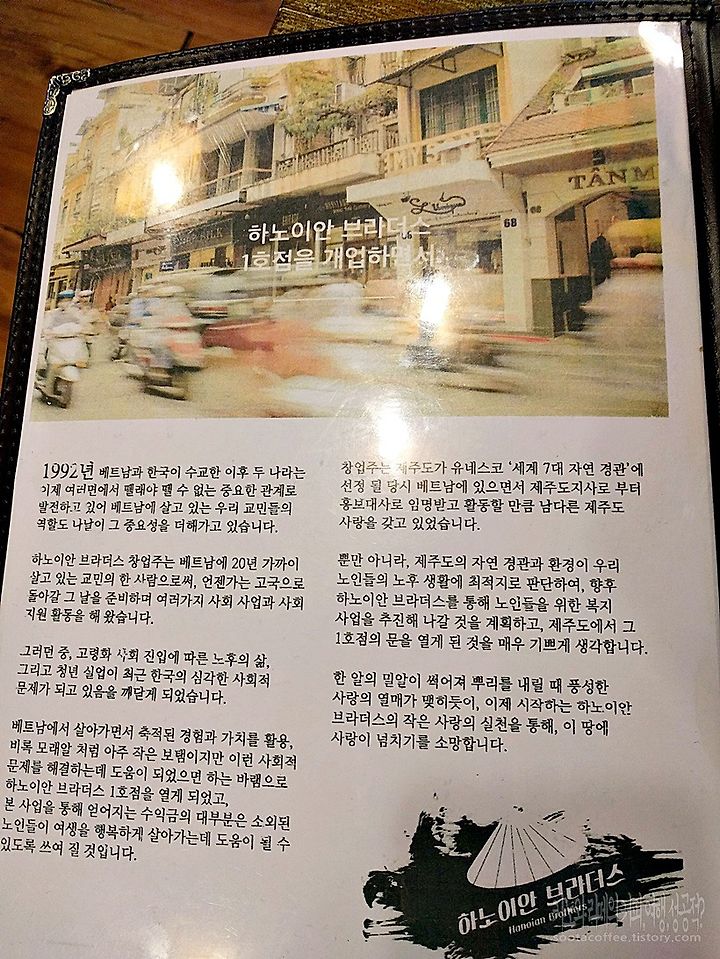 TÂN M
68
하노이안 브라더스
1호점을 개업하면서
1992년 베트남과 한국이 수교한 이후 두 나라는
이제 여러면에서 뗄래야 뗄 수 없는 중요한 관계로
발전하고 있어 베트남에 살고 있는 우리 교민들의
역할도 나날이 그 중요성을 더해가고 있습니다.
하노이안 브라더스 창업주는 베트남에 20년 가까이
살고 있는 교민의 한 사람으로써, 언젠가는 고국으로
돌아갈 그 날을 준비하며 여러가지 사회 사업과 사회
직원 활동을 해 왔습니다.
그러던 중, 고령화 사회 진입에 따른 노후의 삶,
그리고 청년 실업이 최근 한국의 심각한 사회적
문제가 되고 있음을 깨닫게 되었습니다.
베트남에서 살아가면서 축적된 경험과 가치를 활용,
비록 모래알 처럼 아주 작은 보탬이지만 이런 사회적
문제를 해결하는데 도움이 되었으면 하는 바램으로
하노이안 브라더스 1호점을 열게 되었고,
본 사업을 통해 얻어지는 수익금의 대부분은 소외된
노인들이 여생을 행복하게 살아가는데 도움이 될 수
있도록 쓰여 질 것입니다.
창업주는 제주도가 유네스코 ‘세계 7대 자연 경관’에
선정 될 당시 베트남에 있으면서 제주도지사로 부터
홍보대사로 임명받고 활동할 만큼 남다른 제주도
사랑을 갖고 있었습니다.
뿐만 아니라, 제주도의 자연 경관과 환경이 우리
노인들의 노후 생활에 최적지로 판단하여, 향후
하노이안 브라더스를 통해 노인들을 위한 복지
사업을 추진해 나갈 것을 계획하고, 제주도에서 그
1호점의 문을 열게 된 것을 매우 기쁘게 생각합니다.
한 알의 밀알이 썩어져 뿌리를 내릴 때 풍성한
사랑의 열매가 맺히듯이, 이제 시작하는 하노이안
브라더스의 작은 사랑의 실천을 통해, 이 땅에
사랑이 넘치기를 소망합니다.
하노이안 브라더스
Hanoian Brothers
sootacoffee.tistory.com